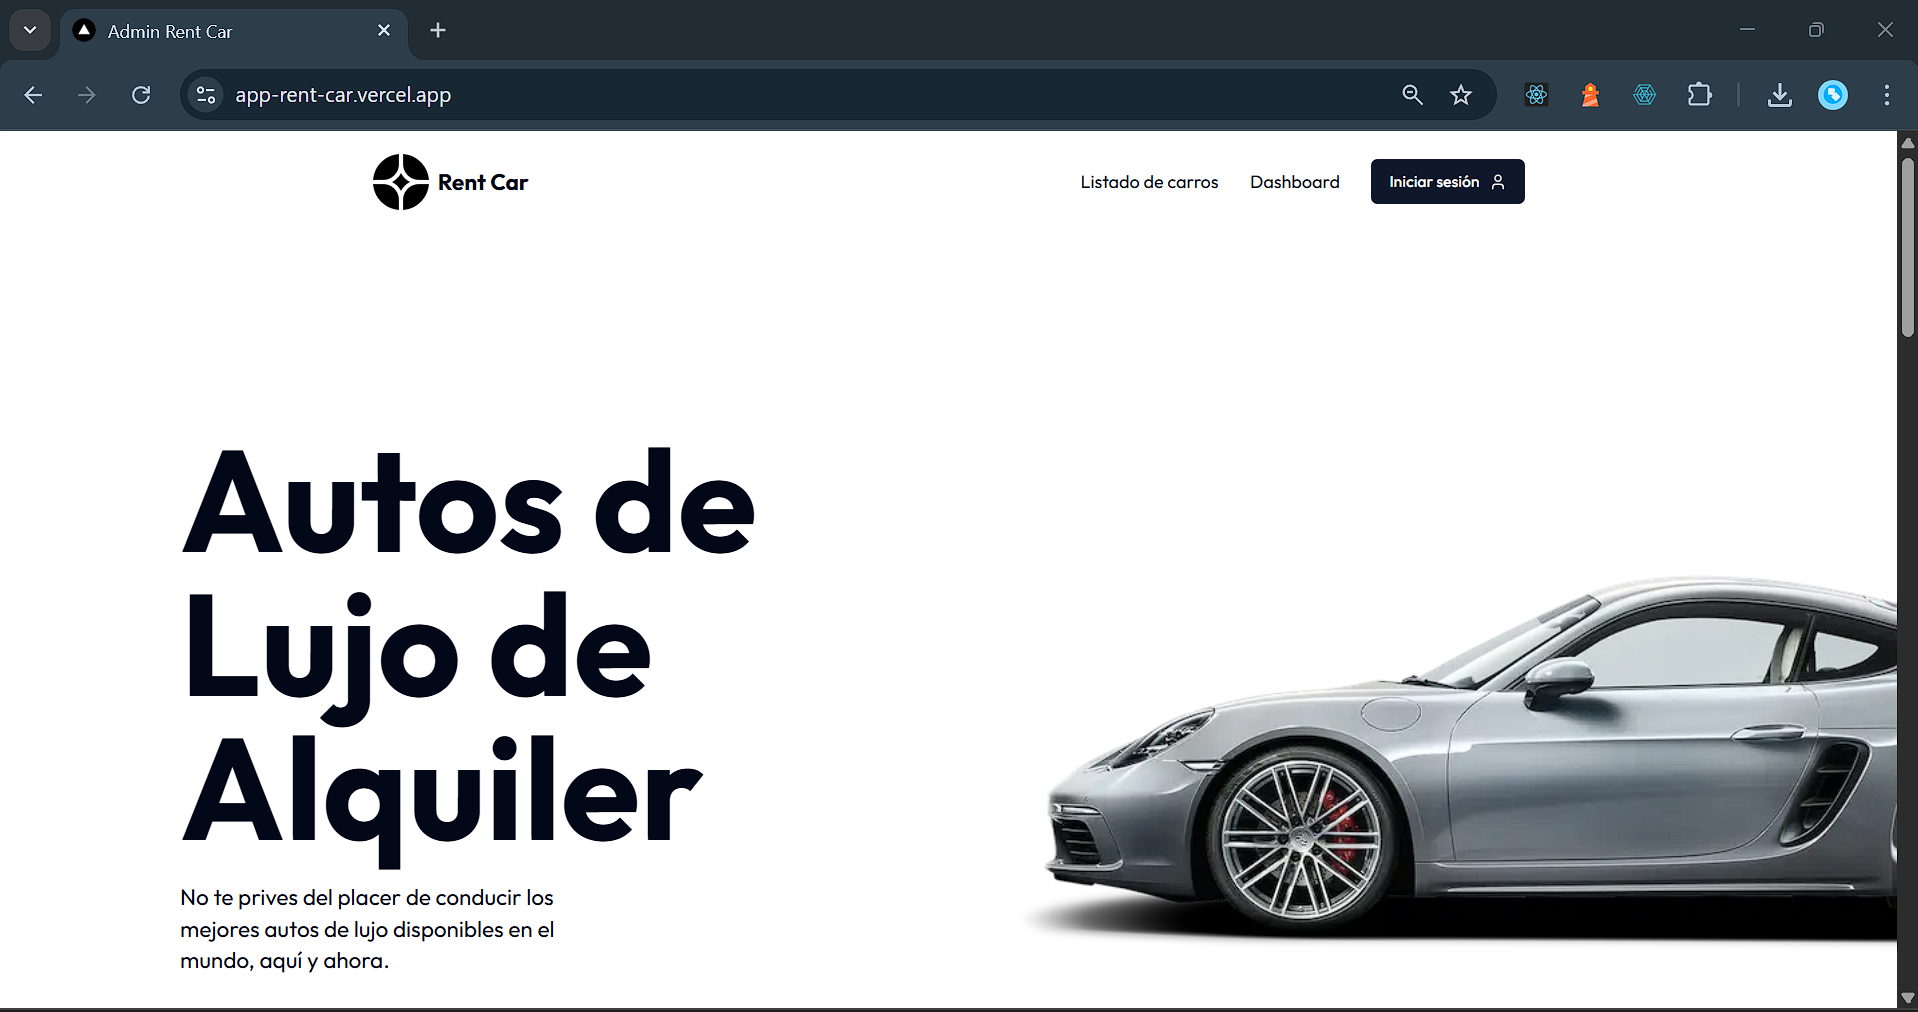 Admin Rent Car
app-rent-car.vercel.app
Rent Car
Listado de carros
Dashboard
Iniciar sesión
Autos de
Lujo de
Alquiler
No te prives del placer de conducir los
mejores autos de lujo disponibles en el
mundo, aquí y ahora.